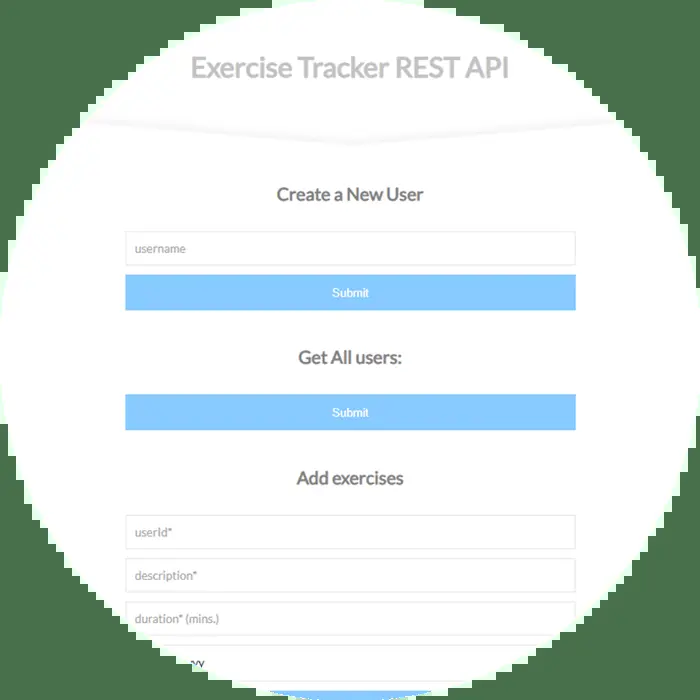 Exercise Tracker REST API
Create a New User
username
Submit
Get All users:
Submit
Add exercises
userId*
description*
duration* (mins.)